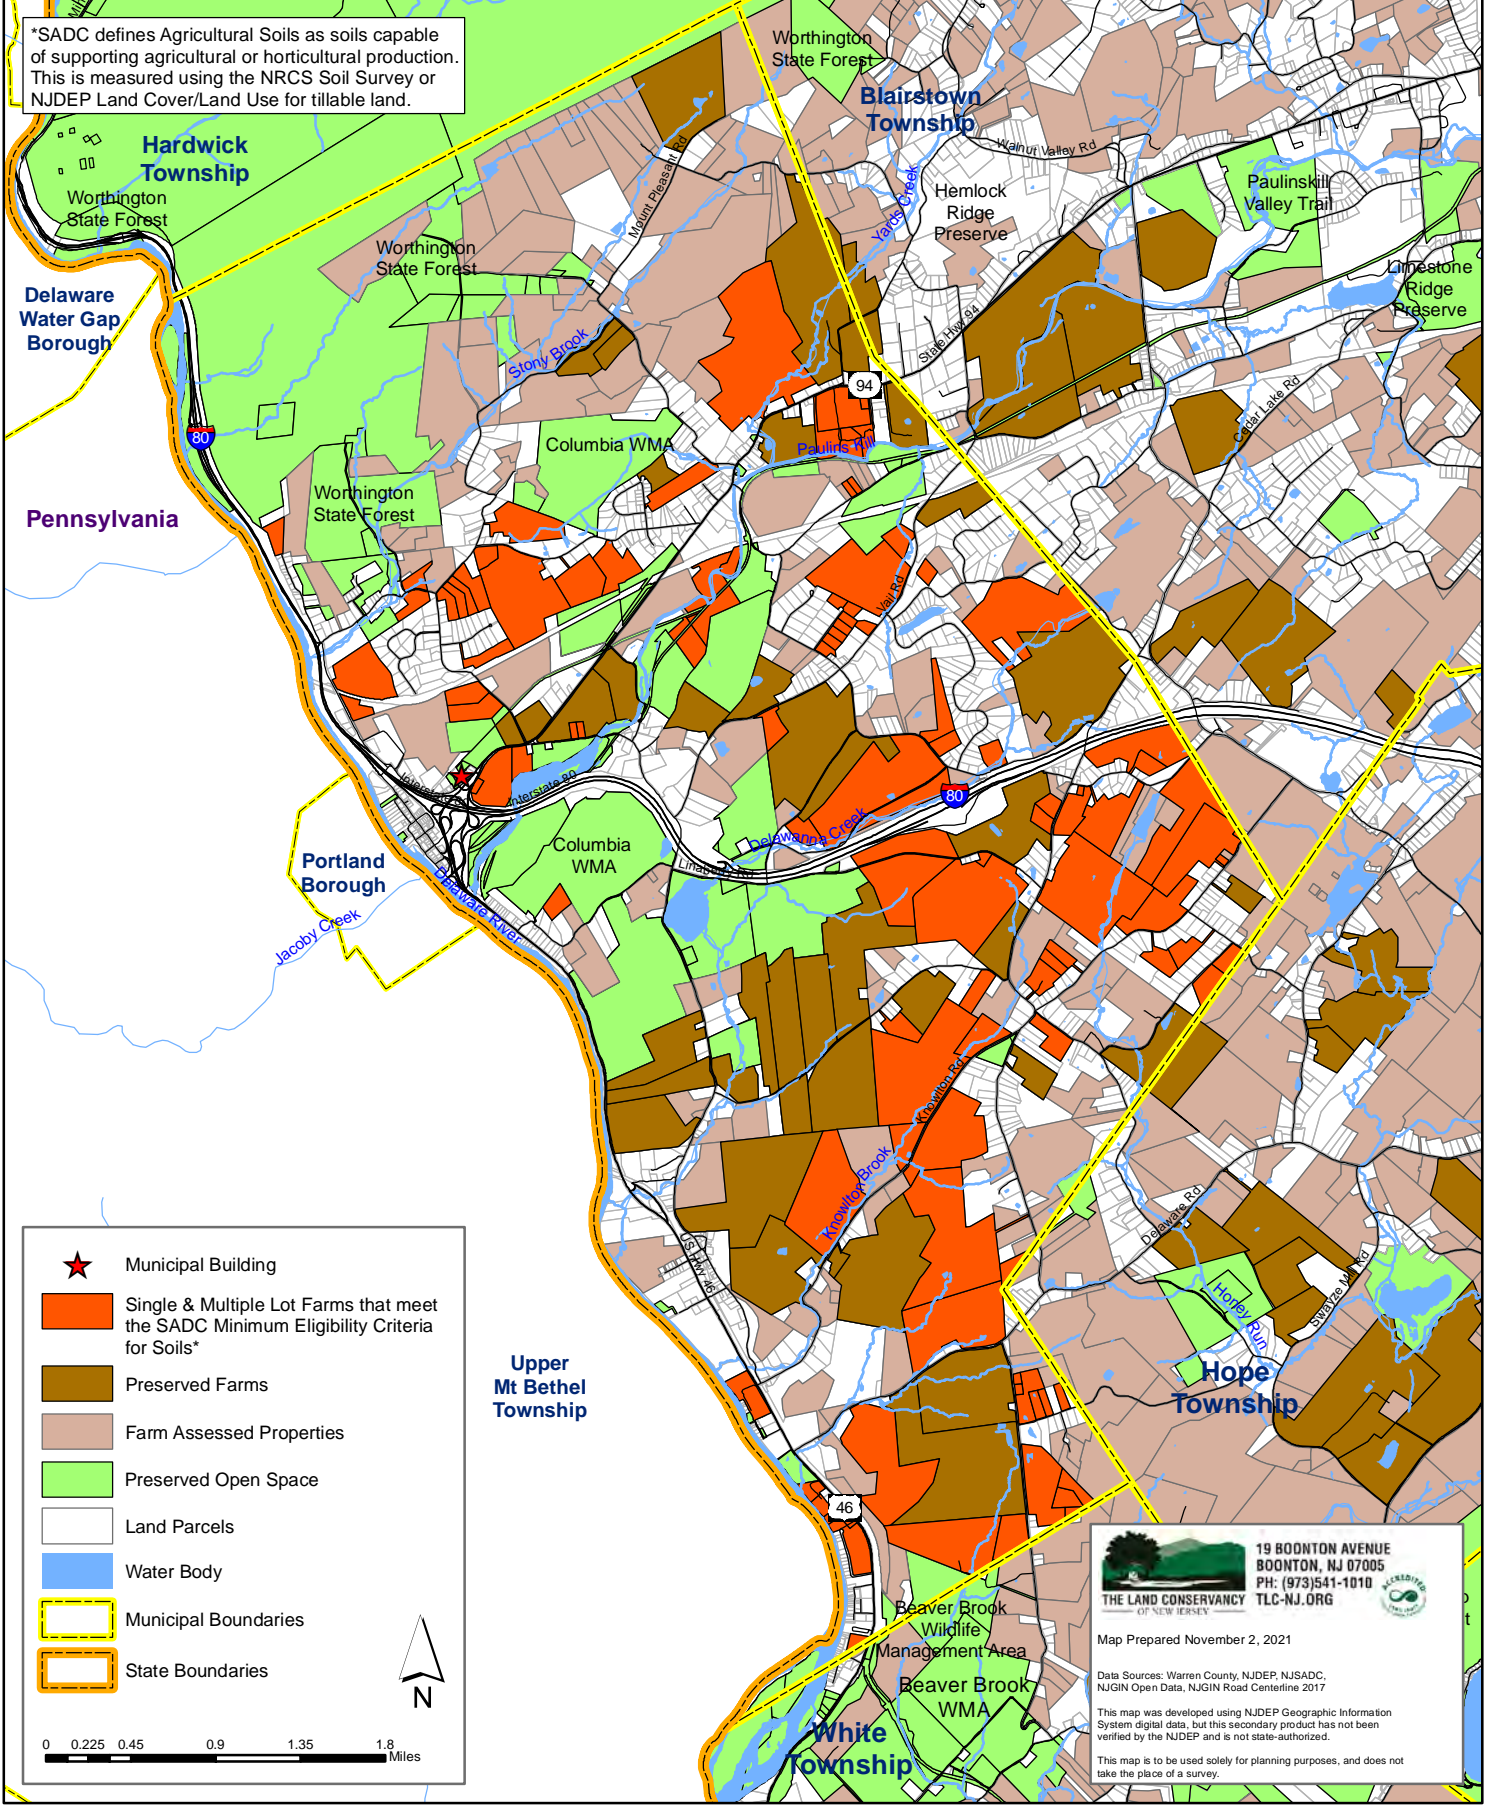 *SADC defines Agricultural Soils as soils capable
of supporting agricultural or horticultural production.
This is measured using the NRCS Soil Survey or
NJDEP Land Cover/Land Use for tillable land.
Worthington
State Forest
Blairstown
Township
Hardwick
Township
Walnut Valley Rd
Mount Pleasant Rd
Worthington
State Forest
Yards Creek
Hemlock
Ridge
Preserve
Paulinskill
Valley Trail
Worthington
State Forest
Limestone
Ridge
Preserve
Delaware
Water Gap
Borough
Stony Brook
State Hwy 94
94
Cedar Lake Rd
80
Columbia WMA
Paulins Kill
Worthington
State Forest
Pennsylvania
Vail Rd
Interstate 80
80
Delawanna Creek
Columbia
WMA
Portland
Borough
Delaware River
Jacoby Creek
Knowlton Rd
Knowlton Brook
Delaware Rd
US Hwy 46
Swayze Mill Rd
Honey Run
Hope
Township
Upper
Mt Bethel
Township
46
Beaver Brook
Wildlife
Management Area
Beaver Brook
WMA
White
Township
Municipal Building
Single & Multiple Lot Farms that meet
the SADC Minimum Eligibility Criteria
for Soils*
Preserved Farms
Farm Assessed Properties
Preserved Open Space
Land Parcels
Water Body
Municipal Boundaries
State Boundaries
N
0 0.225 0.45 0.9 1.35 1.8
Miles
THE LAND CONSERVANCY
OF NEW JERSEY
19 BOONTON AVENUE
BOONTON, NJ 07005
PH: (973)541-1010
TLC-NJ.ORG
ACCREDITED
Map Prepared November 2, 2021
Data Sources: Warren County, NJDEP, NJSADC,
NJGIN Open Data, NJGIN Road Centerline 2017
This map was developed using NJDEP Geographic Information
System digital data, but this secondary product has not been
verified by the NJDEP and is not state-authorized.
This map is to be used solely for planning purposes, and does not
take the place of a survey.